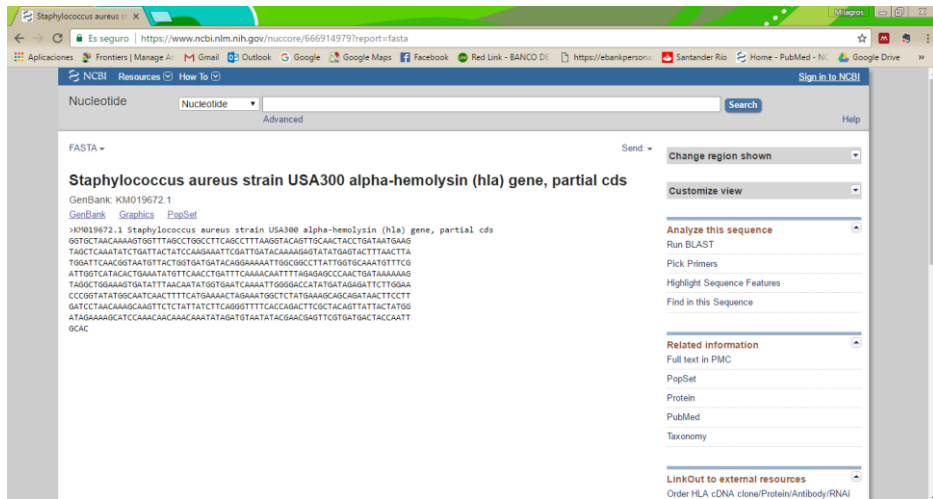 Staphylococcus aureus st
Milagros
Es seguro | https://www.ncbi.nlm.nih.gov/nuccore/666914979?report=fasta
Aplicaciones Frontiers | Manage Ar Gmail Outlook Google Google Maps Facebook Red Link - BANCO DE https://ebankpersona Santander Rio Home - PubMed - NC Google Drive »
NCBI Resources How To Sign in to NCBI
Nucleotide Nucleotide Search
Advanced Help
FASTA Send:
Change region shown
Staphylococcus aureus strain USA300 alpha-hemolysin (hla) gene, partial cds
Customize view
GenBank: KM019672.1
GenBank Graphics PopSet
>KM019672.1 Staphylococcus aureus strain USA300 alpha-hemolysin (hla) gene, partial cds
GGTGCTAACAAAAGTGGTTTAGCCTGGCCTTCAGCCTTTAAGGTACAGTTGCAACTACCTGATAATGAAG
TAGCTCAAATATCTGATTACTATCCAAGAAATTCGATTGATACAAAAGAGTATATGAGTACTTTAACTTA
TGGATTCAACGGTAATGTTACTGGTGATGATACAGGAAAAATTGGCGGCCTTATTGGTGCAAATGTTTCG
ATTGGTCATACACTGAAATATGTTCAACCTGATTTCAAAACAATTTTAGAGAGCCCAACTGATAAAAAAG
TAGGCTGGAAAGTGATATTTAACAATATGGTGAATCAAAATTGGGGACCATATGATAGAGATTCTTGGAA
CCCGGTATATGGCAATCAACTTTTCATGAAAACTAGAAATGGCTCTATGAAAGCAGCAGATAACTTCCTT
GATCCTAACAAAGCAAGTTCTCTATTATCTTCAGGGTTTTCACCAGACTTCGCTACAGTTATTACTATGG
ATAGAAAAGCATCCAAACAACAAACAAATATAGATGTAATATACGAACGAGTTCGTGATGACTACCAATT
GCAC
Analyze this sequence
Run BLAST
Pick Primers
Highlight Sequence Features
Find in this Sequence
Related information
Full text in PMC
PopSet
Protein
PubMed
Taxonomy
LinkOut to external resources
Order HLA cDNA clone/Protein/Antibody/RNAi